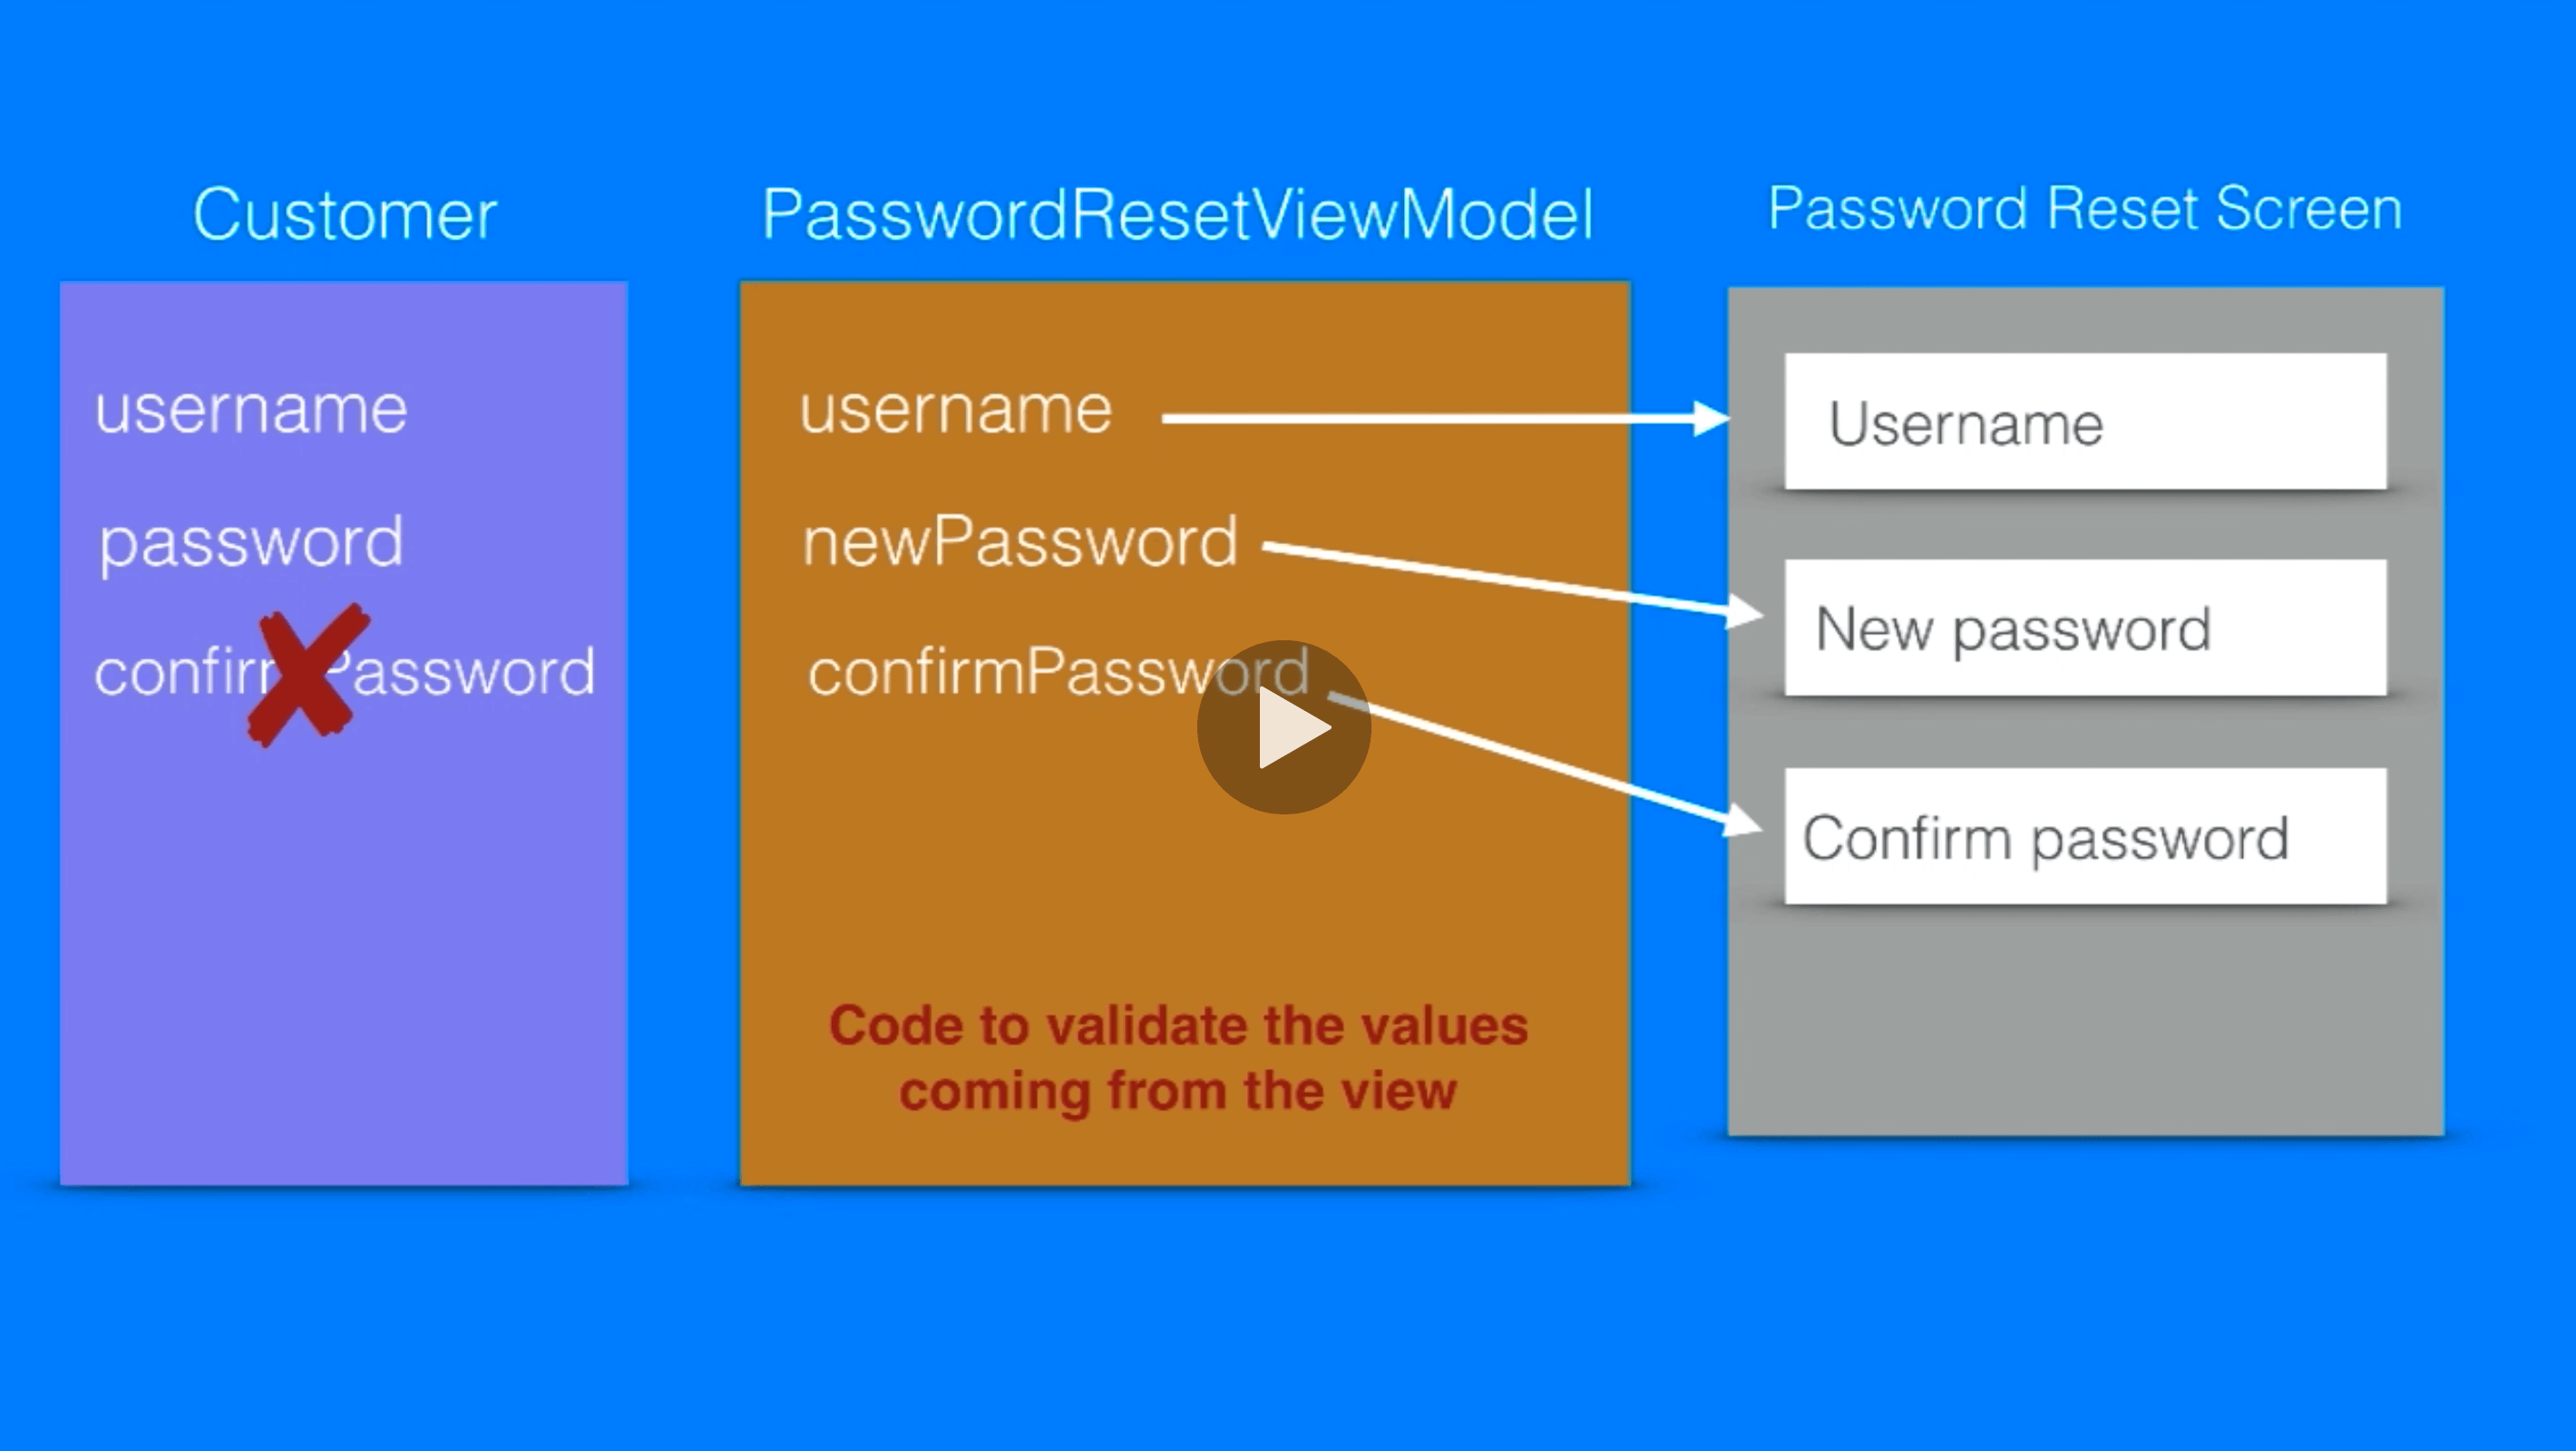 Customer
username
password
confirmPassword
PasswordResetViewModel
username
newPassword
confirmPassword
Code to validate the values
coming from the view
Password Reset Screen
Username
New password
Confirm password